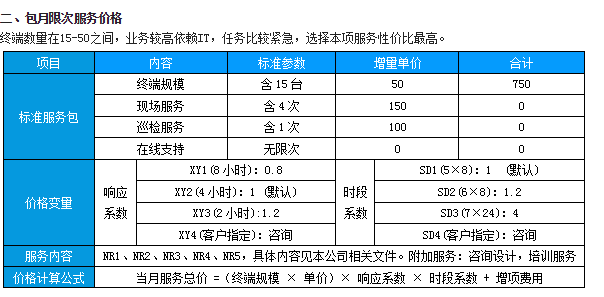 二、包月限次服务价格
终端数量在15-50之间，业务较高依赖IT，任务比较紧急，选择本项服务性价比最高。
项目 内容 标准参数 增量单价 合计
标准服务包 终端规模 含15台 50 750
现场服务 含4次 150 0
巡检服务 含1次 100 0
在线支持 无限次 0 0
价格变量 响应系数 XY1(8小时)：0.8 时段系数 SD1(5×8)：1 （默认)
XY2(4小时)：1 (默认) SD2(6×8)：1.2
XY3(2小时):1.2 SD3(7×24)：4
XY4(客户指定)：咨询 SD4(客户指定)：咨询
服务内容 NR1、NR2、NR3、NR4、NR5，具体内容见本公司相关文件。附加服务：咨询设计，培训服务
价格计算公式 当月服务总价 =（终端规模 × 单价）× 响应系数 × 时段系数 + 增项费用